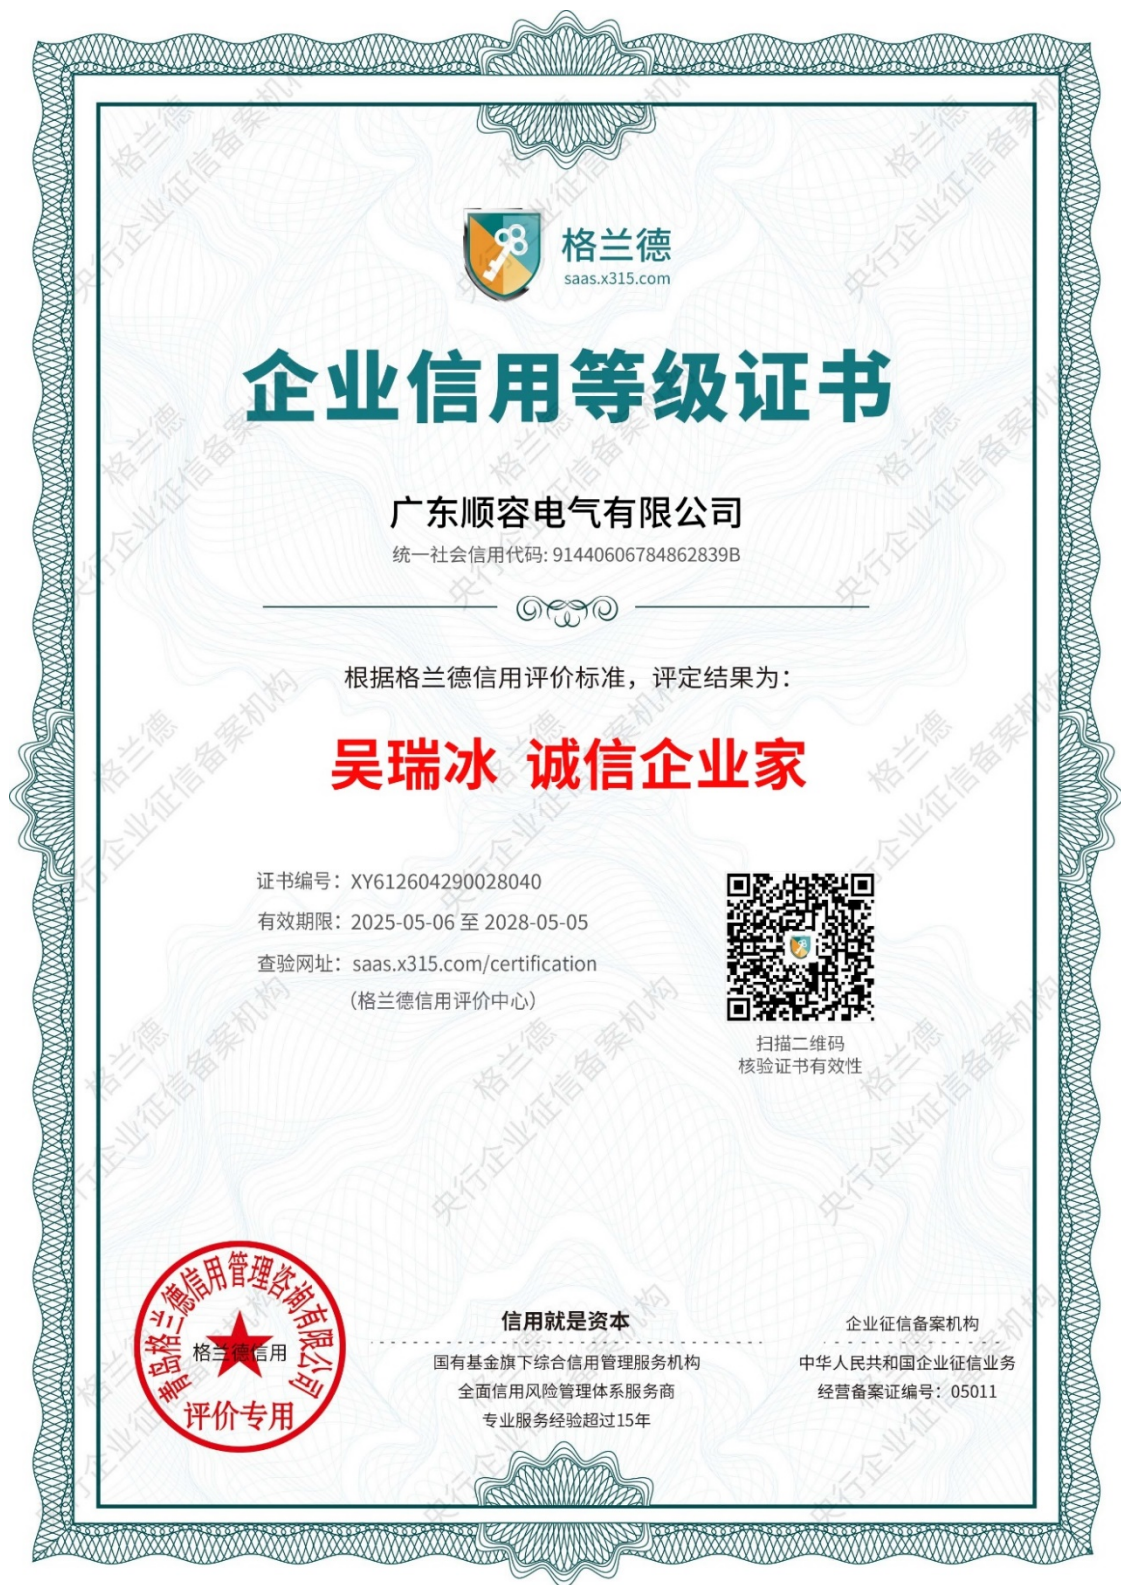 格兰德
saas.x315.com
企业信用等级证书
广东顺容电气有限公司
统一社会信用代码: 91440606784862839B
根据格兰德信用评价标准，评定结果为：
吴瑞冰 诚信企业家
证书编号：XY612604290028040
有效期限：2025-05-06 至 2028-05-05
查验网址：saas.x315.com/certification
（格兰德信用评价中心）
扫描二维码
核验证书有效性
青岛格兰德信用管理咨询有限公司
格兰德信用
评价专用
信用就是资本
国有基金旗下综合信用管理服务机构
全面信用风险管理体系服务商
专业服务经验超过15年
企业征信备案机构
中华人民共和国企业征信业务
经营备案证编号：05011
格兰德
央行企业征信备案机构